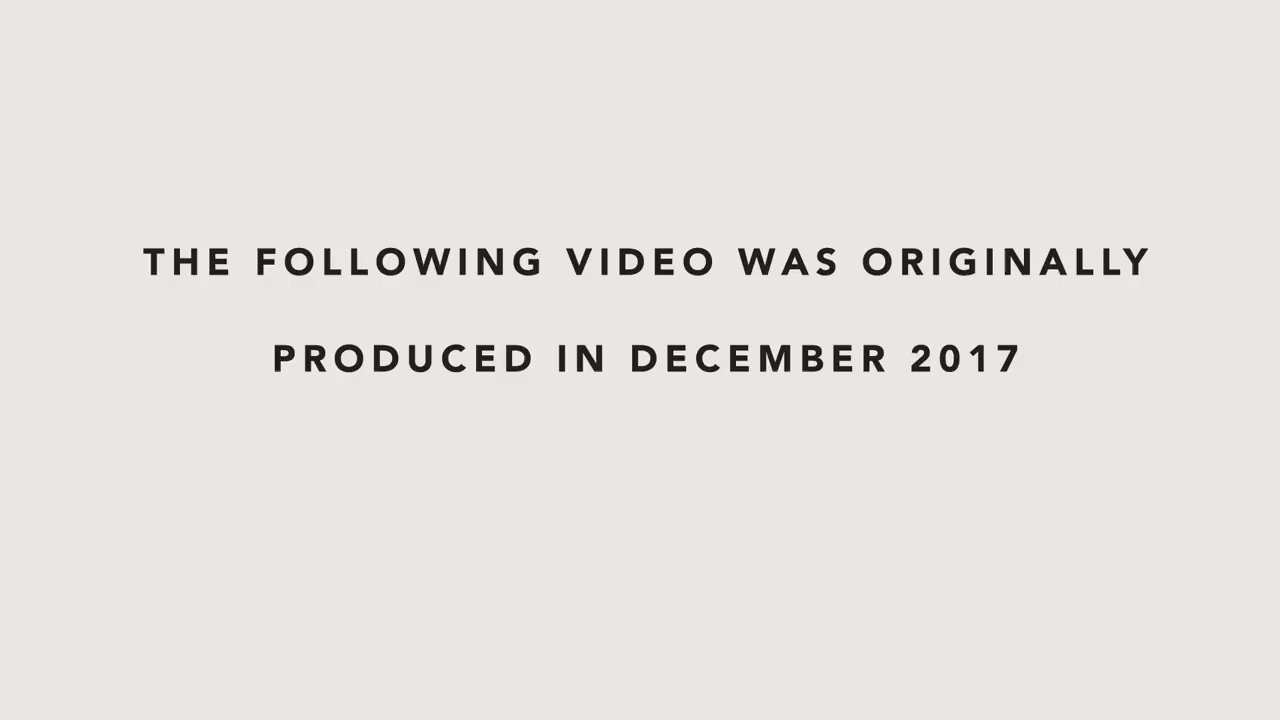 THE FOLLOWING VIDEO WAS ORIGINALLY
PRODUCED IN DECEMBER 2017